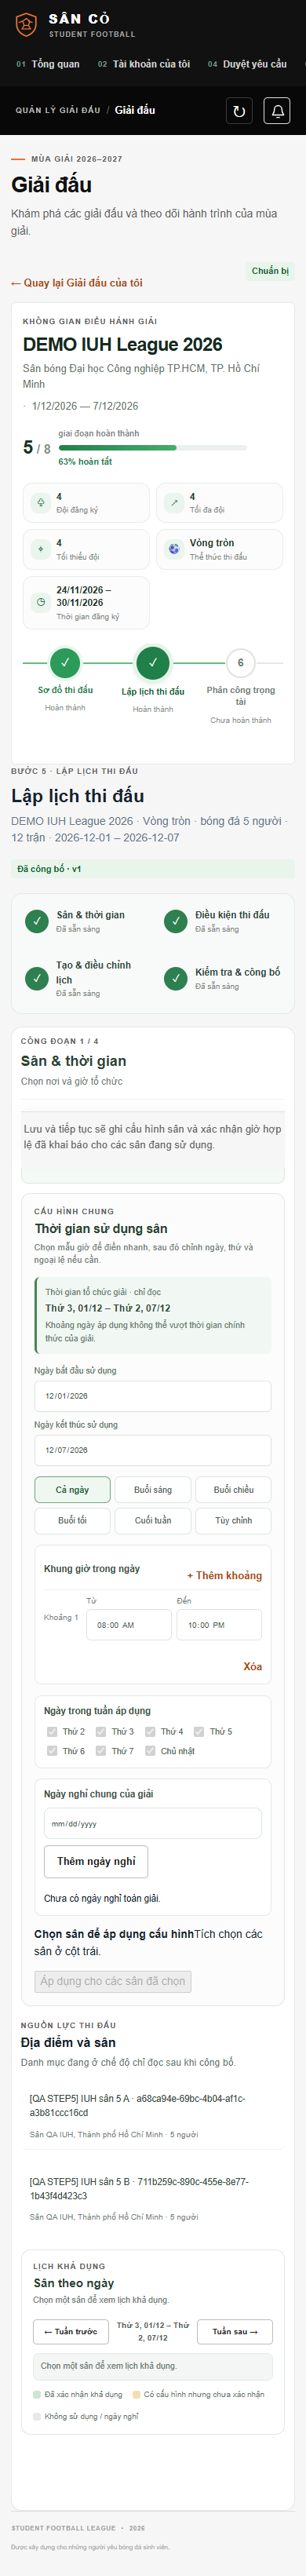 SÂN CỎ
STUDENT FOOTBALL
01 Tổng quan 02 Tài khoản của tôi 04 Duyệt yêu cầu
QUẢN LÝ GIẢI ĐẤU / Giải đấu
MÙA GIẢI 2026–2027
Giải đấu
Khám phá các giải đấu và theo dõi hành trình của mùa
giải.
Chuẩn bị
← Quay lại Giải đấu của tôi
KHÔNG GIAN ĐIỀU HÀNH GIẢI
DEMO IUH League 2026
Sân bóng Đại học Công nghiệp TP.HCM, TP. Hồ Chí
Minh
· 1/12/2026 — 7/12/2026
5 / 8
giai đoạn hoàn thành
63% hoàn tất
4
Đội đăng ký
4
Tối đa đội
4
Tối thiểu đội
Vòng tròn
Thể thức thi đấu
24/11/2026 –
30/11/2026
Thời gian đăng ký
✓
✓
6
Sơ đồ thi đấu
Hoàn thành
Lập lịch thi đấu
Hoàn thành
Phân công trọng
tài
Chưa hoàn thành
BƯỚC 5 · LẬP LỊCH THI ĐẤU
Lập lịch thi đấu
DEMO IUH League 2026 · Vòng tròn · bóng đá 5 người ·
12 trận · 2026-12-01 – 2026-12-07
Đã công bố · v1
✓ Sân & thời gian
Đã sẵn sàng
✓ Điều kiện thi đấu
Đã sẵn sàng
✓ Tạo & điều chỉnh
lịch
Đã sẵn sàng
✓ Kiểm tra & công bố
Đã sẵn sàng
CÔNG ĐOẠN 1 / 4
Sân & thời gian
Chọn nơi và giờ tổ chức
Lưu và tiếp tục sẽ ghi cấu hình sân và xác nhận giờ hợp
lệ đã khai báo cho các sân đang sử dụng.
CẤU HÌNH CHUNG
Thời gian sử dụng sân
Chọn mẫu giờ để điền nhanh, sau đó chỉnh ngày, thứ và
ngoại lệ nếu cần.
Thời gian tổ chức giải · chỉ đọc
Thứ 3, 01/12 – Thứ 2, 07/12
Khoảng ngày áp dụng không thể vượt thời gian chính
thức của giải.
Ngày bắt đầu sử dụng
12/01/2026
Ngày kết thúc sử dụng
12/07/2026
Cả ngày
Buổi sáng
Buổi chiều
Buổi tối
Cuối tuần
Tùy chỉnh
Khung giờ trong ngày
+ Thêm khoảng
Khoảng 1
Từ
08:00 AM
Đến
10:00 PM
Xóa
Ngày trong tuần áp dụng
Thứ 2 Thứ 3 Thứ 4 Thứ 5
Thứ 6 Thứ 7 Chủ nhật
Ngày nghỉ chung của giải
mm/dd/yyyy
Thêm ngày nghỉ
Chưa có ngày nghỉ toàn giải.
Chọn sân để áp dụng cấu hìnhTích chọn các
sân ở cột trái.
Áp dụng cho các sân đã chọn
NGUỒN LỰC THI ĐẤU
Địa điểm và sân
Danh mục đang ở chế độ chỉ đọc sau khi công bố.
[QA STEP5] IUH sân 5 A · a68ca94e-69bc-4b04-af1c-
a3b81ccc16cd
Sân QA IUH, Thành phố Hồ Chí Minh · 5 người
[QA STEP5] IUH sân 5 B · 711b259c-890c-455e-8e77-
1b43f4d423c3
Sân QA IUH, Thành phố Hồ Chí Minh · 5 người
LỊCH KHẢ DỤNG
Sân theo ngày
Chọn một sân để xem lịch khả dụng.
← Tuần trước
Thứ 3, 01/12 – Thứ
2, 07/12
Tuần sau →
Chọn một sân để xem lịch khả dụng.
Đã xác nhận khả dụng
Có cấu hình nhưng chưa xác nhận
Không sử dụng / ngày nghỉ
STUDENT FOOTBALL LEAGUE • 2026
Được xây dựng cho những người yêu bóng đá sinh viên.